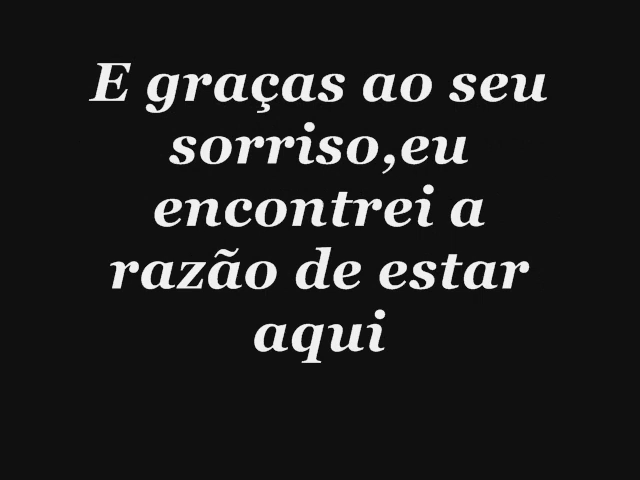 E graças ao seu
sorriso,eu
encontrei a
razão de estar
aqui